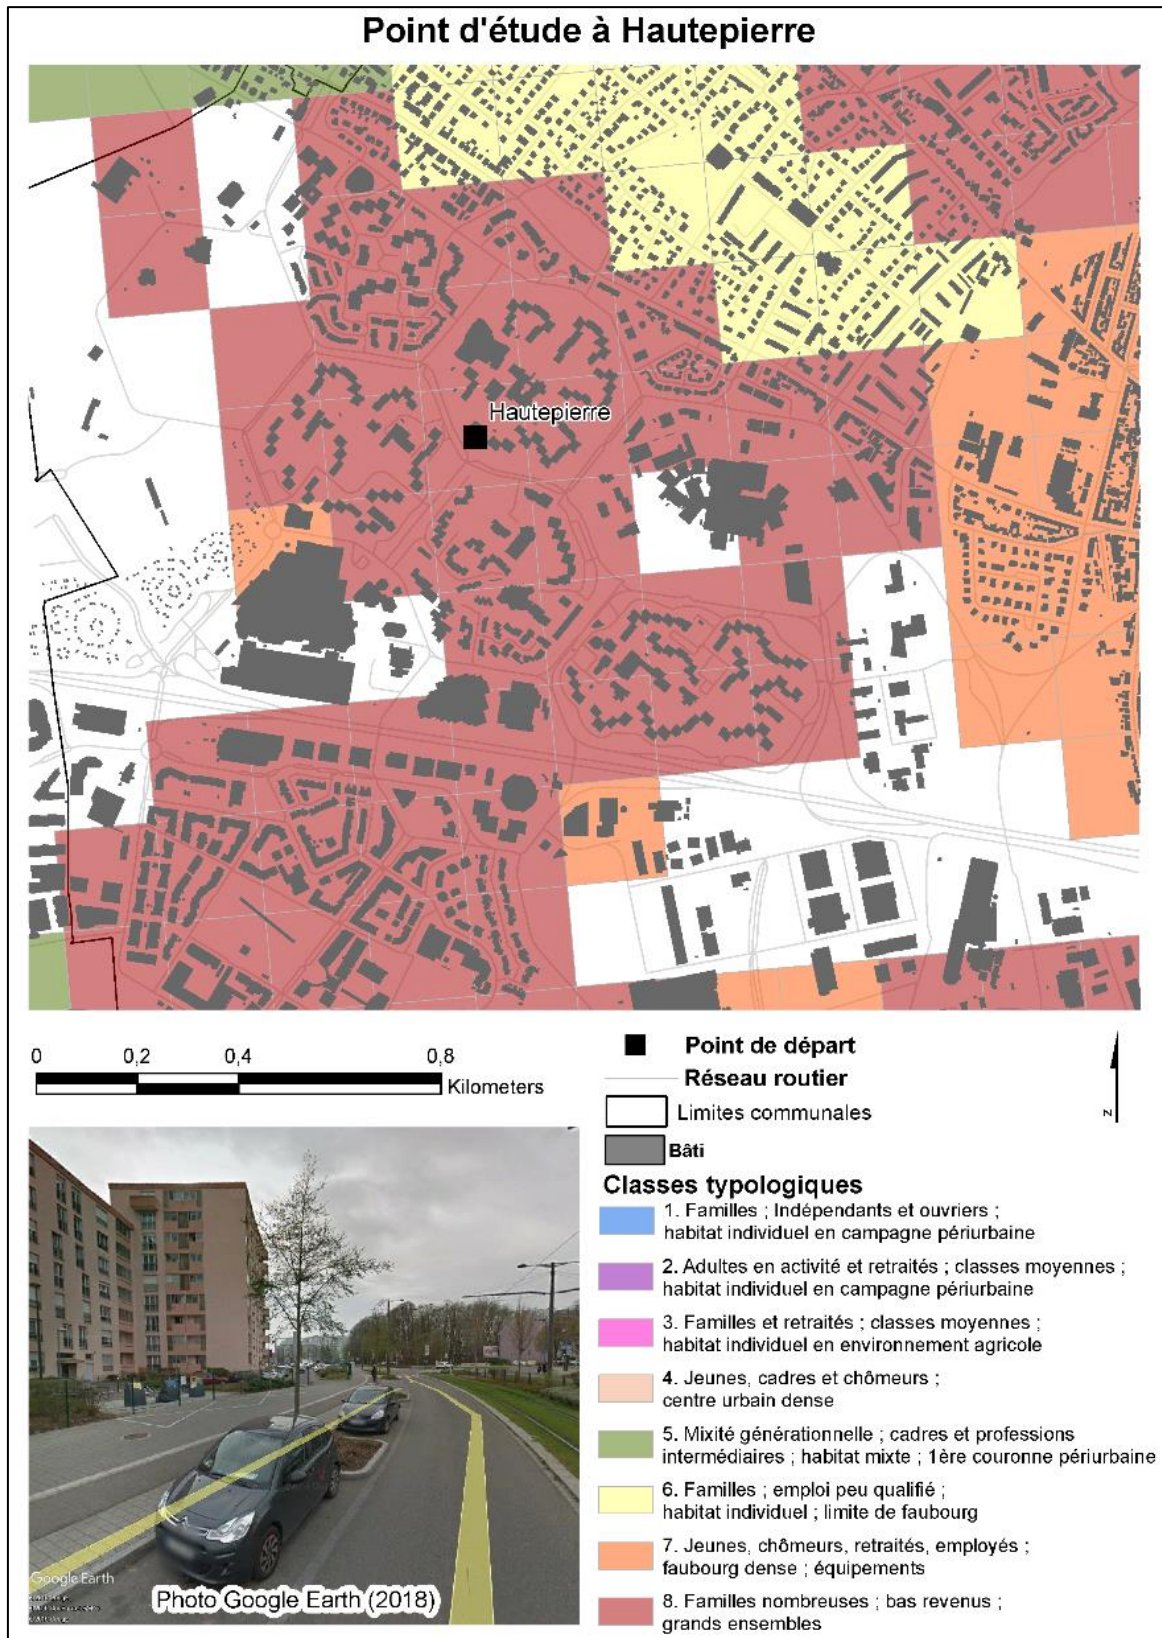 Point d'étude à Hautepierre
Hautepierre
0 0,2 0,4 0,8
Kilometers
Point de départ
Réseau routier
Limites communales
Bâti
N
Classes typologiques
1. Familles ; Indépendants et ouvriers ;
habitat individuel en campagne périurbaine
2. Adultes en activité et retraités ; classes moyennes ;
habitat individuel en campagne périurbaine
3. Familles et retraités ; classes moyennes ;
habitat individuel en environnement agricole
4. Jeunes, cadres et chômeurs ;
centre urbain dense
5. Mixité générationnelle ; cadres et professions
intermédiaires ; habitat mixte ; 1ère couronne périurbaine
6. Familles ; emploi peu qualifié ;
habitat individuel ; limite de faubourg
7. Jeunes, chômeurs, retraités, employés ;
faubourg dense ; équipements
8. Familles nombreuses ; bas revenus ;
grands ensembles
Google Earth
Photo Google Earth (2018)